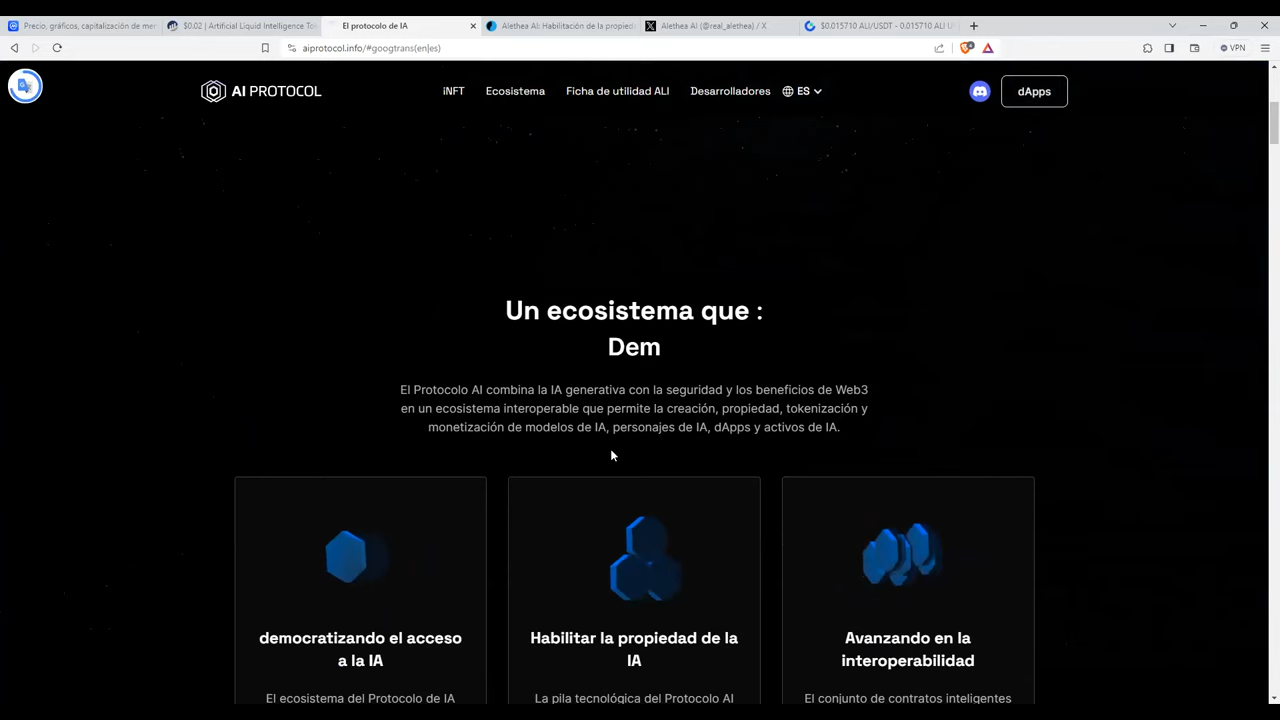 Precio, gráficos, capitalización de mer
$0.02 | Artificial Liquid Intelligence Tok
El protocolo de IA
Alethea AI: Habilitación de la propied
Alethea AI (@real_alethea) / X
$0.015710 ALI/USDT - 0.015710 ALI U
aiprotocol.info/#googtrans(en|es)
VPN
AI PROTOCOL
iNFT
Ecosistema
Ficha de utilidad ALI
Desarrolladores
ES
dApps
Un ecosistema que :
Dem
El Protocolo AI combina la IA generativa con la seguridad y los beneficios de Web3
en un ecosistema interoperable que permite la creación, propiedad, tokenización y
monetización de modelos de IA, personajes de IA, dApps y activos de IA.
democratizando el acceso
a la IA
El ecosistema del Protocolo de IA
Habilitar la propiedad de la
IA
La pila tecnológica del Protocolo AI
Avanzando en la
interoperabilidad
El conjunto de contratos inteligentes